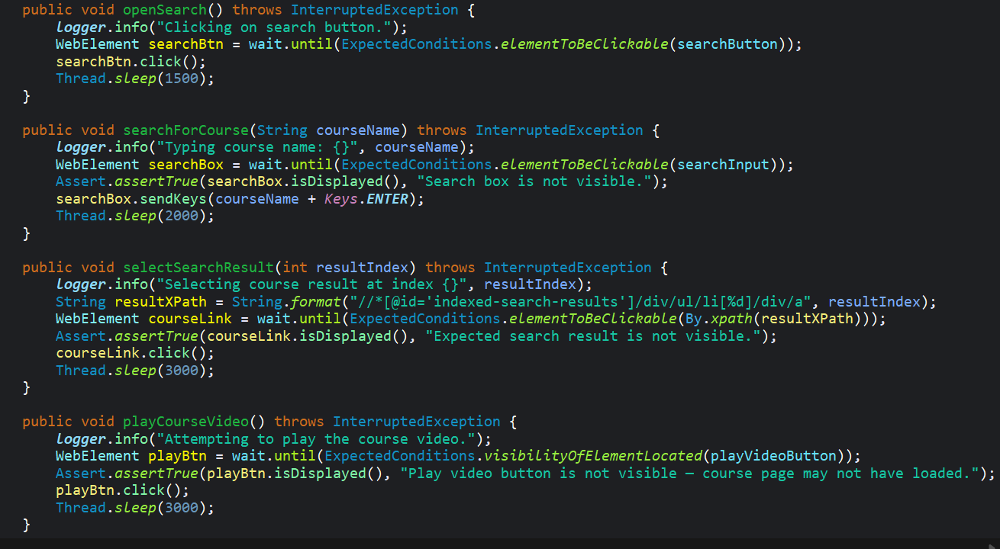 public void openSearch() throws InterruptedException {
    logger.info("Clicking on search button.");
    WebElement searchBtn = wait.until(ExpectedConditions.elementToBeClickable(searchButton));
    searchBtn.click();
    Thread.sleep(1500);
}

public void searchForCourse(String courseName) throws InterruptedException {
    logger.info("Typing course name: {}", courseName);
    WebElement searchBox = wait.until(ExpectedConditions.elementToBeClickable(searchInput));
    Assert.assertTrue(searchBox.isDisplayed(), "Search box is not visible.");
    searchBox.sendKeys(courseName + Keys.ENTER);
    Thread.sleep(2000);
}

public void selectSearchResult(int resultIndex) throws InterruptedException {
    logger.info("Selecting course result at index {}", resultIndex);
    String resultXPath = String.format("//*[@id='indexed-search-results']/div/ul/li[%d]/div/a", resultIndex);
    WebElement courseLink = wait.until(ExpectedConditions.elementToBeClickable(By.xpath(resultXPath)));
    Assert.assertTrue(courseLink.isDisplayed(), "Expected search result is not visible.");
    courseLink.click();
    Thread.sleep(3000);
}

public void playCourseVideo() throws InterruptedException {
    logger.info("Attempting to play the course video.");
    WebElement playBtn = wait.until(ExpectedConditions.visibilityOfElementLocated(playVideoButton));
    Assert.assertTrue(playBtn.isDisplayed(), "Play video button is not visible — course page may not have loaded.");
    playBtn.click();
    Thread.sleep(3000);
}